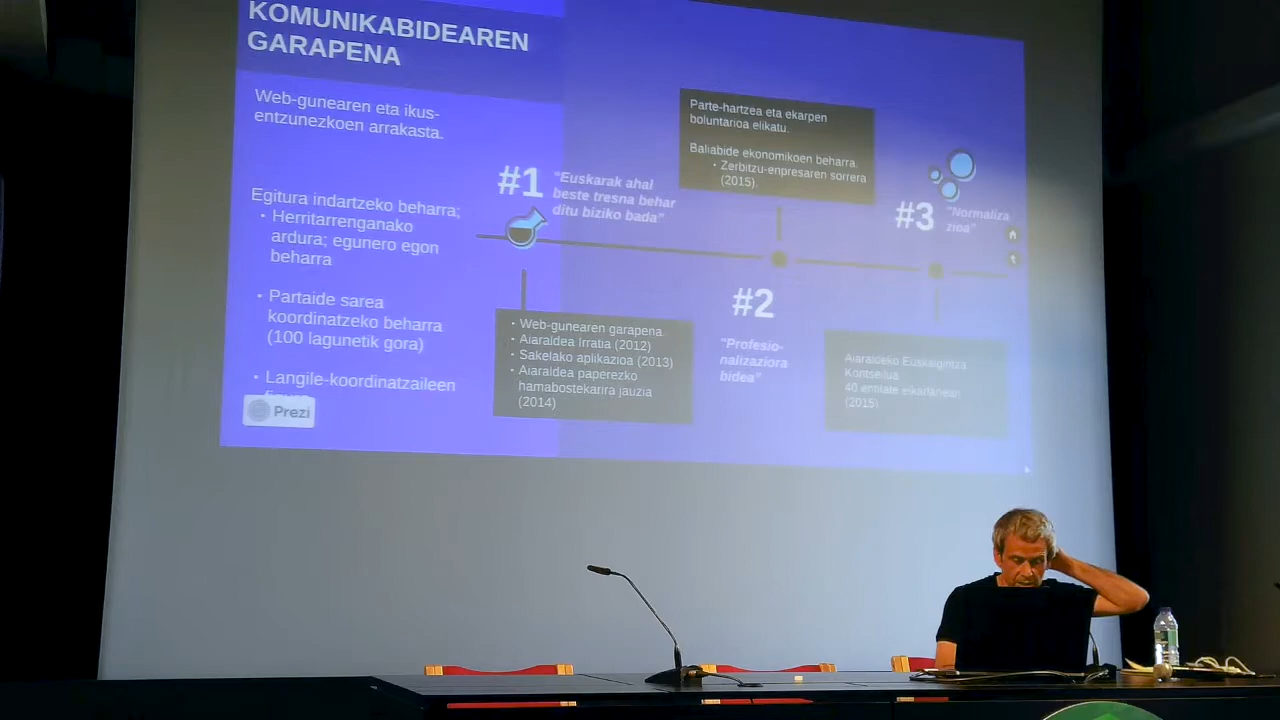 KOMUNIKABIDEAREN
GARAPENA
Web-gunearen eta ikus-
entzunezkoen arrakasta.
Egitura indartzeko beharra;
• Herritarrenganako
ardura; egunero egon
beharra
• Partaide sarea
koordinatzeko beharra
(100 lagunetik gora)
• Langile-koordinatzaileen
Prezi
#1
"Euskarak ahal
beste tresna behar
ditu biziko bada"
• Web-gunearen garapena.
• Aiaraldea Irratia (2012)
• Sakelako aplikazioa (2013)
• Aiaraldea paperezko
hamabostekarira jauzia
(2014)
Parte-hartzea eta ekarpen
boluntarioa elikatu.
Baliabide ekonomikoen beharra.
• Zerbitzu-enpresaren sorrera
(2015).
#2
"Profesio-
nalizaziora
bidea"
#3
"Normaliza
zioa"
Aiaraldeko Euskalgintza
Kontseilua
40 entitate elkarlanean
(2015)